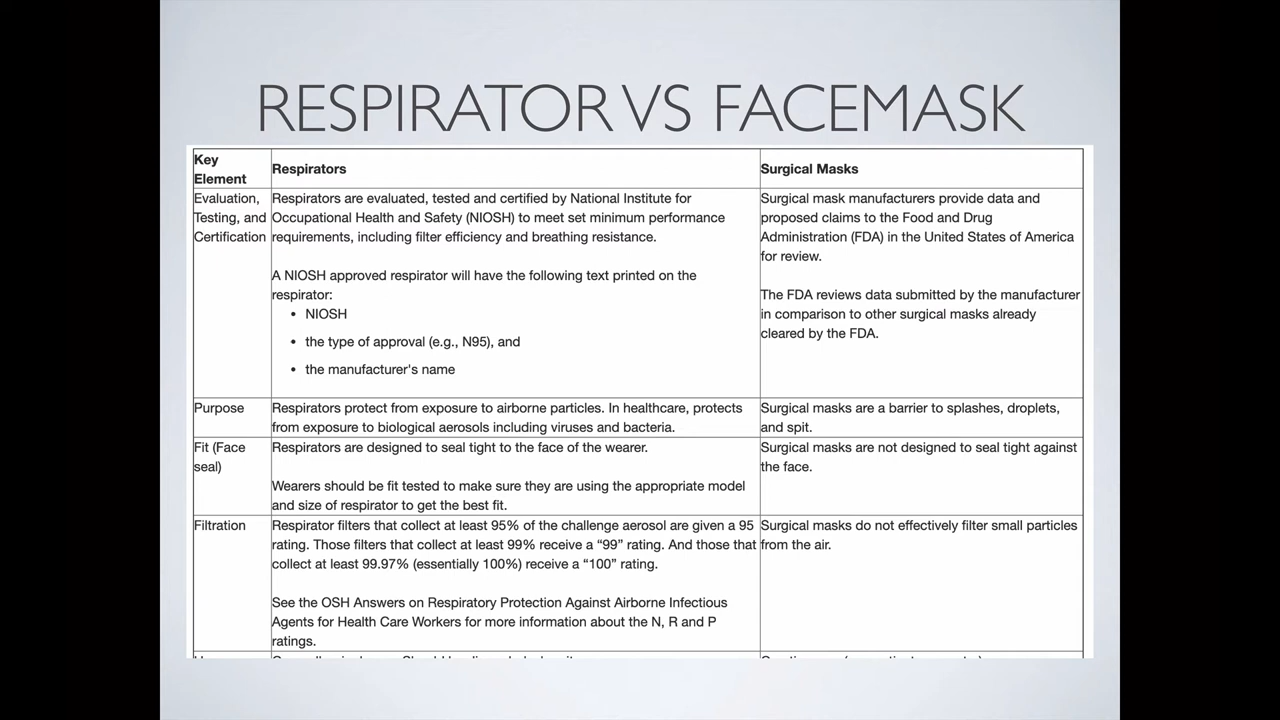 RESPIRATOR VS FACEMASK
Key
Element
Respirators
Surgical Masks
Evaluation,
Testing, and
Certification
Respirators are evaluated, tested and certified by National Institute for
Occupational Health and Safety (NIOSH) to meet set minimum performance
requirements, including filter efficiency and breathing resistance.
A NIOSH approved respirator will have the following text printed on the
respirator:
• NIOSH
• the type of approval (e.g., N95), and
• the manufacturer's name
Surgical mask manufacturers provide data and
proposed claims to the Food and Drug
Administration (FDA) in the United States of America
for review.
The FDA reviews data submitted by the manufacturer
in comparison to other surgical masks already
cleared by the FDA.
Purpose
Respirators protect from exposure to airborne particles. In healthcare, protects
from exposure to biological aerosols including viruses and bacteria.
Surgical masks are a barrier to splashes, droplets,
and spit.
Fit (Face
seal)
Respirators are designed to seal tight to the face of the wearer.
Wearers should be fit tested to make sure they are using the appropriate model
and size of respirator to get the best fit.
Surgical masks are not designed to seal tight against
the face.
Filtration
Respirator filters that collect at least 95% of the challenge aerosol are given a 95
rating. Those filters that collect at least 99% receive a “99” rating. And those that
collect at least 99.97% (essentially 100%) receive a “100” rating.
See the OSH Answers on Respiratory Protection Against Airborne Infectious
Agents for Health Care Workers for more information about the N, R and P
ratings.
Surgical masks do not effectively filter small particles
from the air.